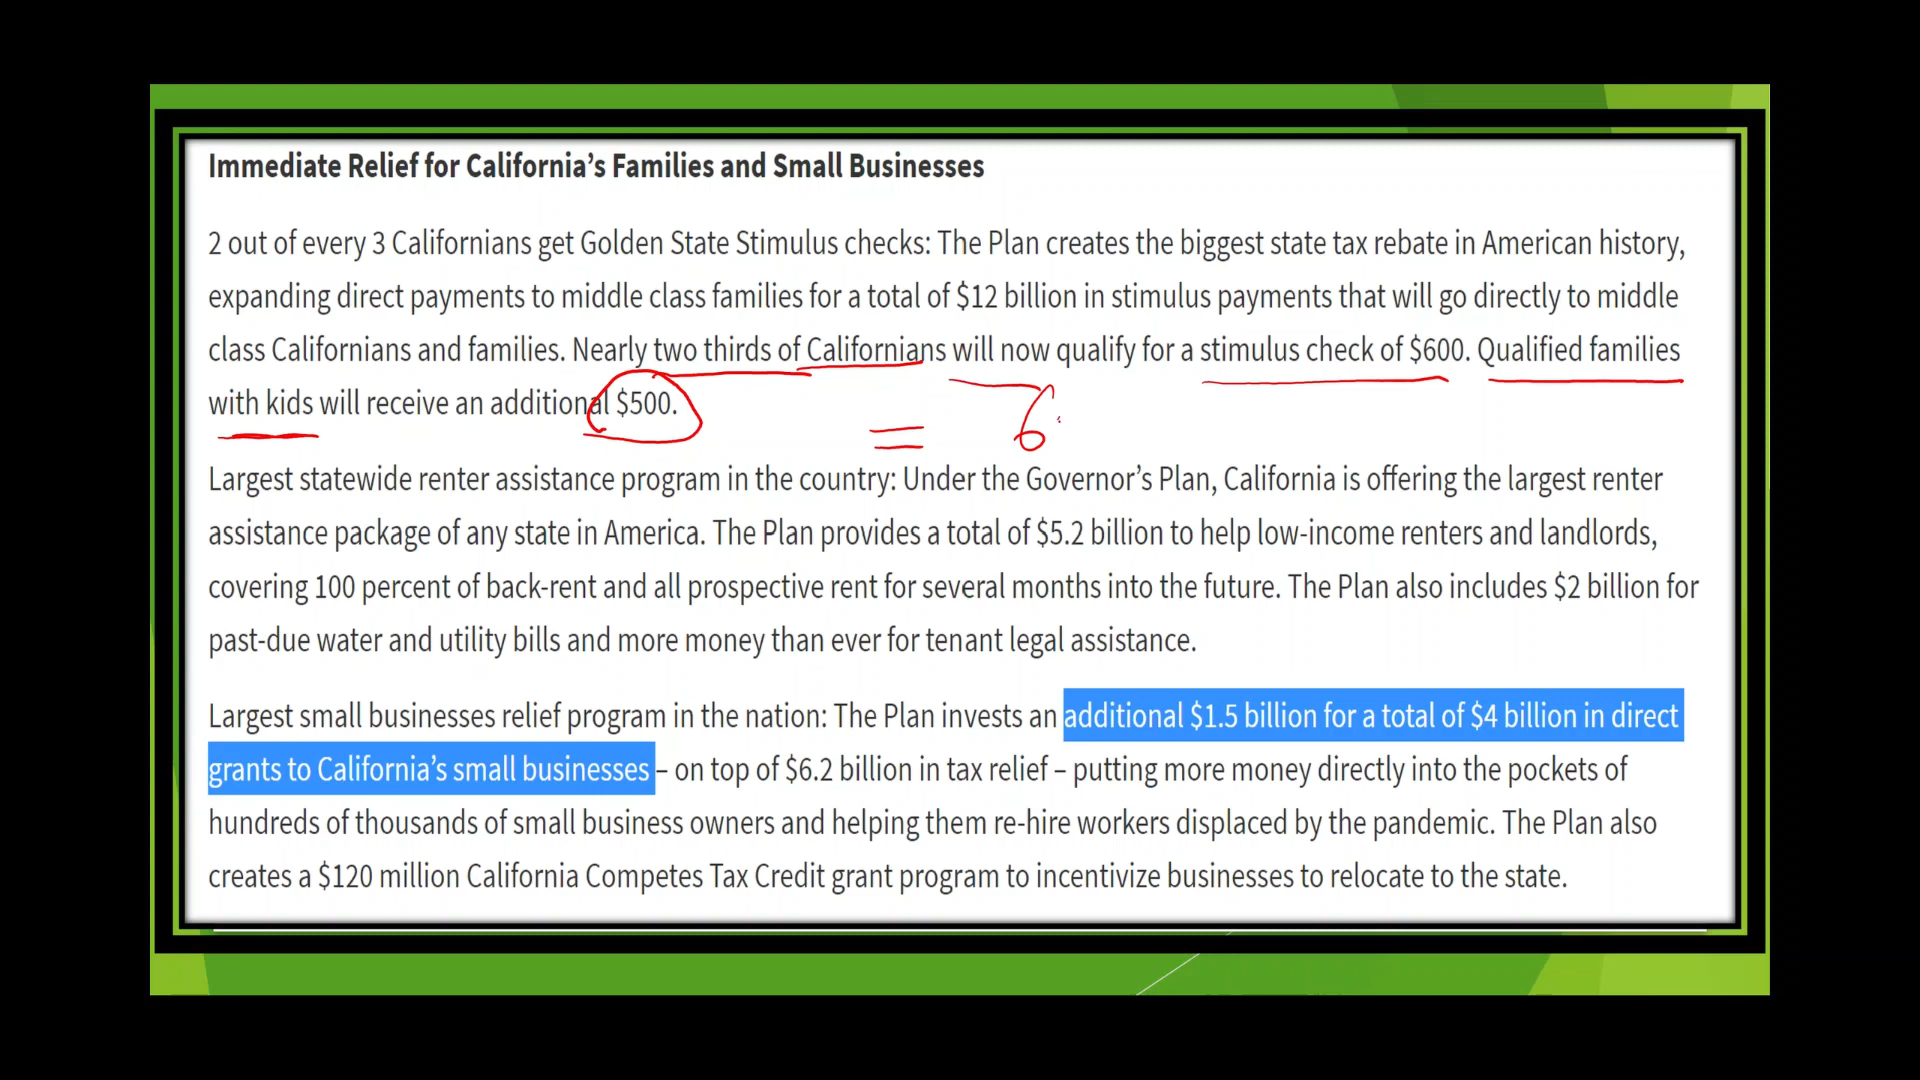 Immediate Relief for California’s Families and Small Businesses
2 out of every 3 Californians get Golden State Stimulus checks: The Plan creates the biggest state tax rebate in American history,
expanding direct payments to middle class families for a total of $12 billion in stimulus payments that will go directly to middle
class Californians and families. Nearly two thirds of Californians will now qualify for a stimulus check of $600. Qualified families
with kids will receive an additional $500.
= 6
Largest statewide renter assistance program in the country: Under the Governor’s Plan, California is offering the largest renter
assistance package of any state in America. The Plan provides a total of $5.2 billion to help low-income renters and landlords,
covering 100 percent of back-rent and all prospective rent for several months into the future. The Plan also includes $2 billion for
past-due water and utility bills and more money than ever for tenant legal assistance.
Largest small businesses relief program in the nation: The Plan invests an additional $1.5 billion for a total of $4 billion in direct
grants to California’s small businesses – on top of $6.2 billion in tax relief – putting more money directly into the pockets of
hundreds of thousands of small business owners and helping them re-hire workers displaced by the pandemic. The Plan also
creates a $120 million California Competes Tax Credit grant program to incentivize businesses to relocate to the state.